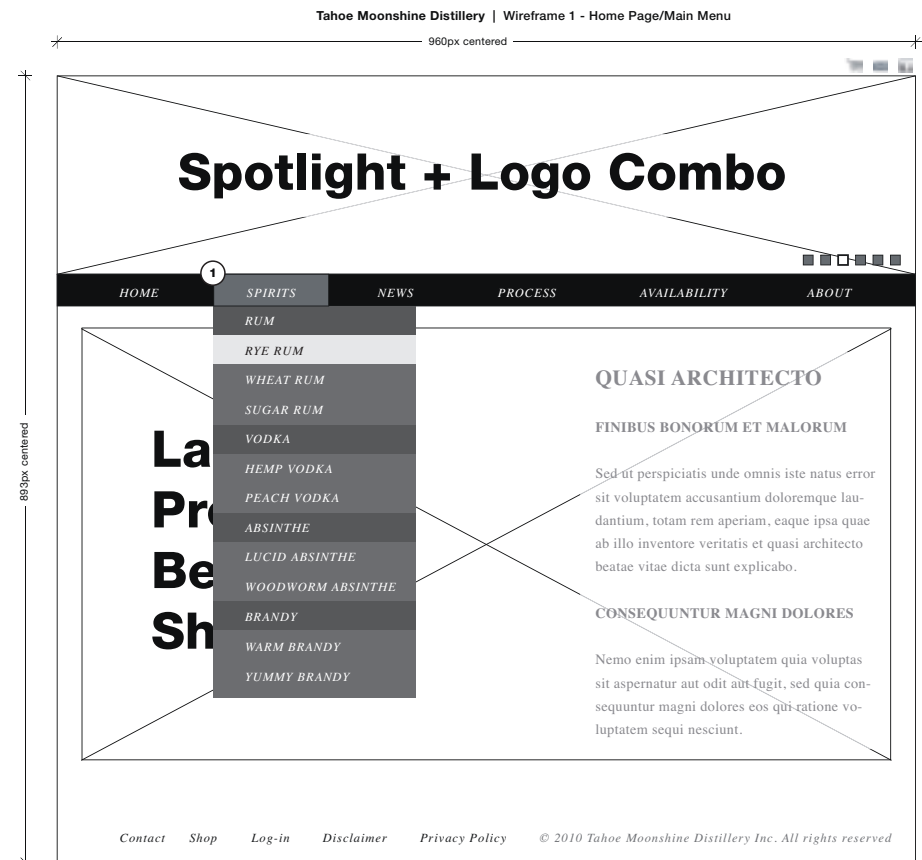 Tahoe Moonshine Distillery | Wireframe 1 - Home Page/Main Menu
960px centered
893px centered
Spotlight + Logo Combo
1
HOME SPIRITS NEWS PROCESS AVAILABILITY ABOUT
RUM
RYE RUM
WHEAT RUM
SUGAR RUM
VODKA
HEMP VODKA
PEACH VODKA
ABSINTHE
LUCID ABSINTHE
WOODWORM ABSINTHE
BRANDY
WARM BRANDY
YUMMY BRANDY
La
Pr
Be
Sh
QUASI ARCHITECTO
FINIBUS BONORUM ET MALORUM
Sed ut perspiciatis unde omnis iste natus error
sit voluptatem accusantium doloremque lau-
dantium, totam rem aperiam, eaque ipsa quae
ab illo inventore veritatis et quasi architecto
beatae vitae dicta sunt explicabo.
CONSEQUUNTUR MAGNI DOLORES
Nemo enim ipsam voluptatem quia voluptas
sit aspernatur aut odit aut fugit, sed quia con-
sequuntur magni dolores eos qui ratione vo-
luptatem sequi nesciunt.
Contact Shop Log-in Disclaimer Privacy Policy © 2010 Tahoe Moonshine Distillery Inc. All rights reserved